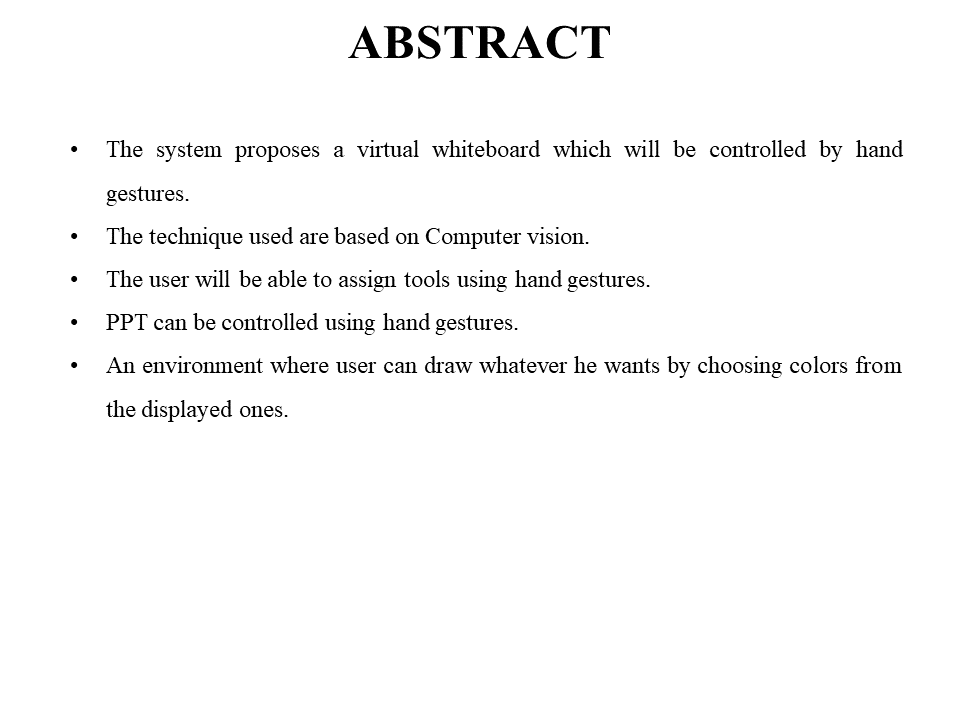 ABSTRACT
• The system proposes a virtual whiteboard which will be controlled by hand
gestures.
• The technique used are based on Computer vision.
• The user will be able to assign tools using hand gestures.
• PPT can be controlled using hand gestures.
• An environment where user can draw whatever he wants by choosing colors from
the displayed ones.